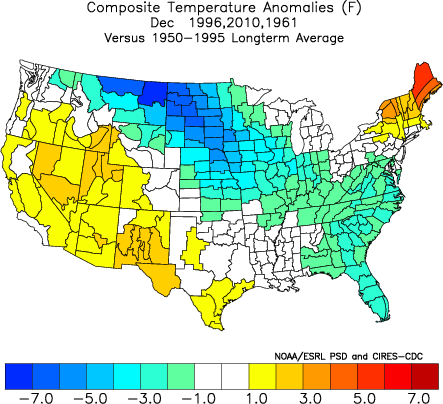 Composite Temperature Anomalies (F)
Dec 1996,2010,1961
Versus 1950-1995 Longterm Average
NOAA/ESRL PSD and CIRES-CDC
-7.0 -5.0 -3.0 -1.0 1.0 3.0 5.0 7.0